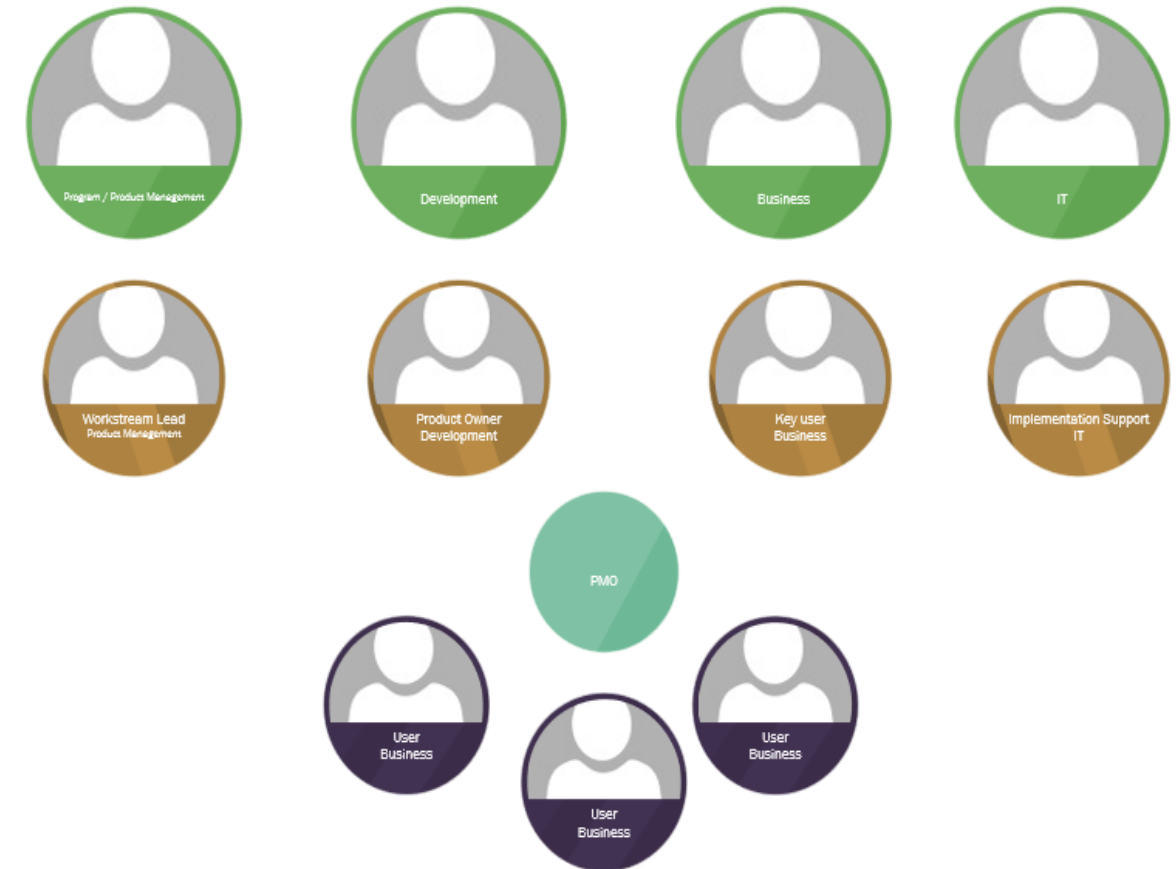 Program / Product Management
Development
Business
IT
Workstream Lead
Product Management
Product Owner
Development
Key user
Business
Implementation Support
IT
PMO
User
Business
User
Business
User
Business